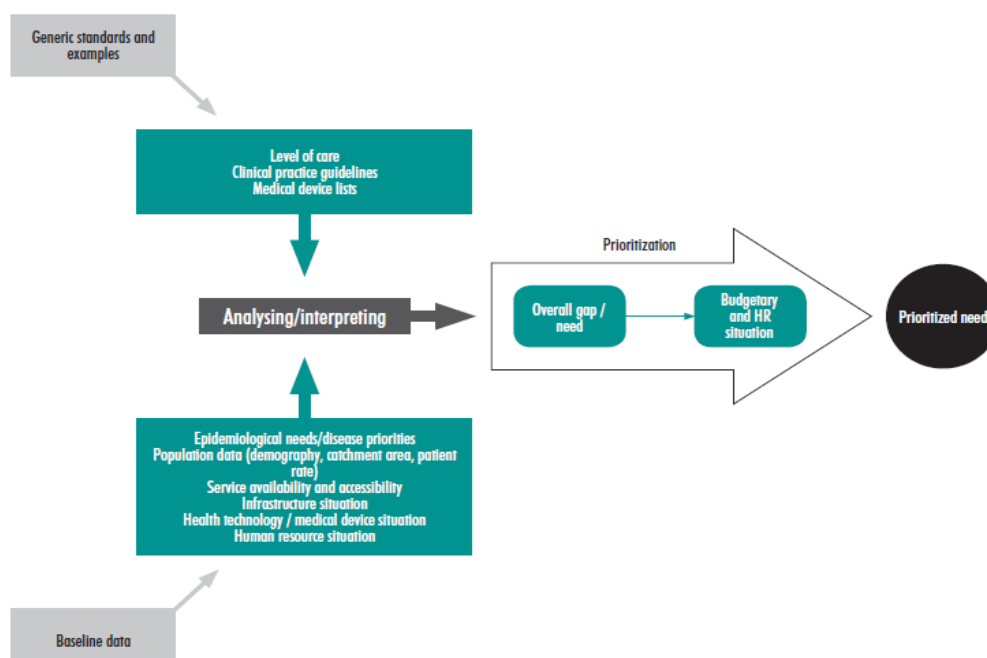 Generic standards and
examples
Level of care
Clinical practice guidelines
Medical device lists
Prioritization
Analysing/interpreting
Overall gap /
need
Budgetary
and HR
situation
Prioritized need
Epidemiological needs/disease priorities
Population data (demography, catchment area, patient
rate)
Service availability and accessibility
Infrastructure situation
Health technology / medical device situation
Human resource situation
Baseline data